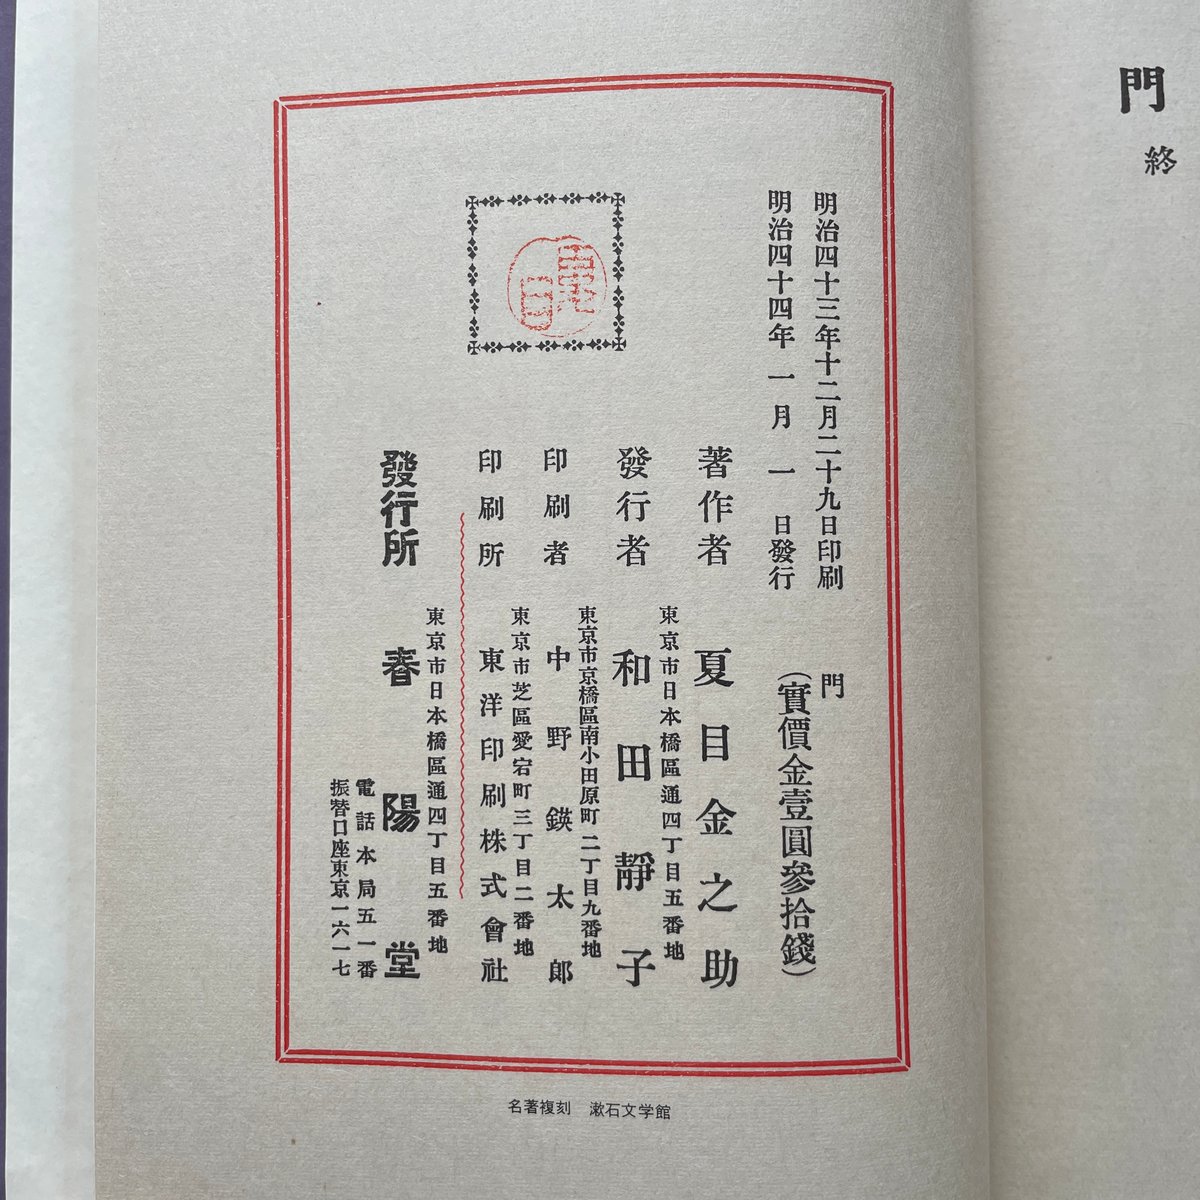 門
終
明治四十三年十二月二十九日印刷
明治四十四年一月一日發行
門
(實價金壹圓參拾錢)
著作者 夏目金之助
東京市日本橋區通四丁目五番地
發行者 和田靜子
東京市京橋區南小田原町二丁目九番地
印刷者 中野鍈太郎
東京市芝區愛宕町三丁目二番地
印刷所 東洋印刷株式會社
東京市日本橋區通四丁目五番地
發行所 春陽堂
電話本局五一番
振替口座東京一六一七
夏目
名著複刻 漱石文学館